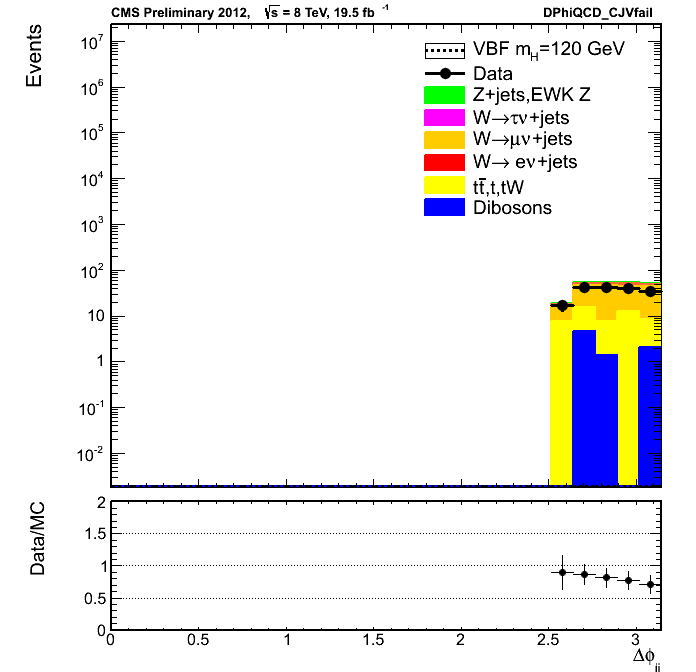 CMS Preliminary 2012, √s = 8 TeV, 19.5 fb⁻¹ DPhiQCD_CJVfail
Events
10⁷
10⁶
10⁵
10⁴
10³
10²
10
1
10⁻¹
10⁻²
VBF m_H=120 GeV
Data
Z+jets,EWK Z
W→τν+jets
W→μν+jets
W→ eν+jets
tt̅,t,tW
Dibosons
Data/MC
2
1.5
1
0.5
0
0 0.5 1 1.5 2 2.5 3
Δϕ_jj